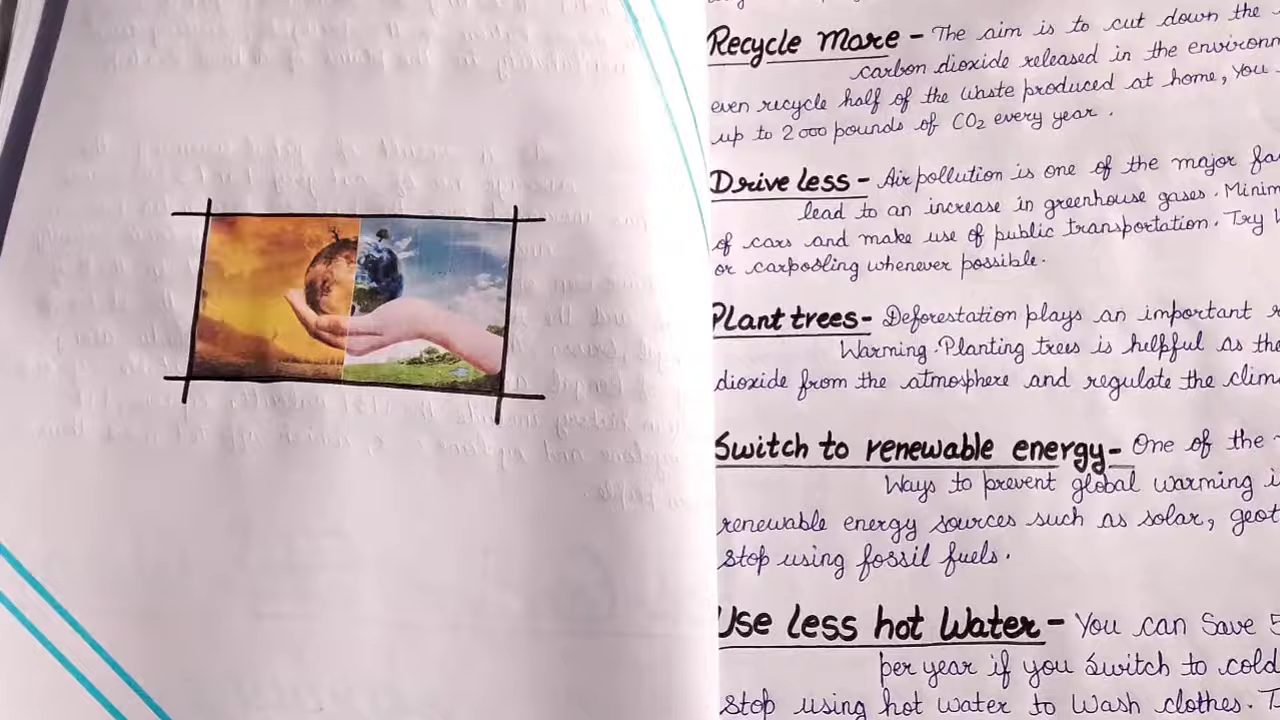 Recycle More - The aim is to cut down the
carbon dioxide released in the
even recycle half of the waste produced at home, you
up to 2000 pounds of CO2 every year.
Drive less - Air pollution is one of the major
lead to an increase in greenhouse gases. 
of cars and make use of public transportation. Try
or carpooling whenever possible.
Plant trees- Deforestation plays an important
Warming. Planting trees is helpful as the
dioxide from the atmosphere and regulate the
Switch to renewable energy- One of the
Ways to prevent global warming
renewable energy sources such as solar,
stop using fossil fuels.
Use less hot Water - You can Save
per year if you Switch to cold
stop using hot water to Wash clothes.